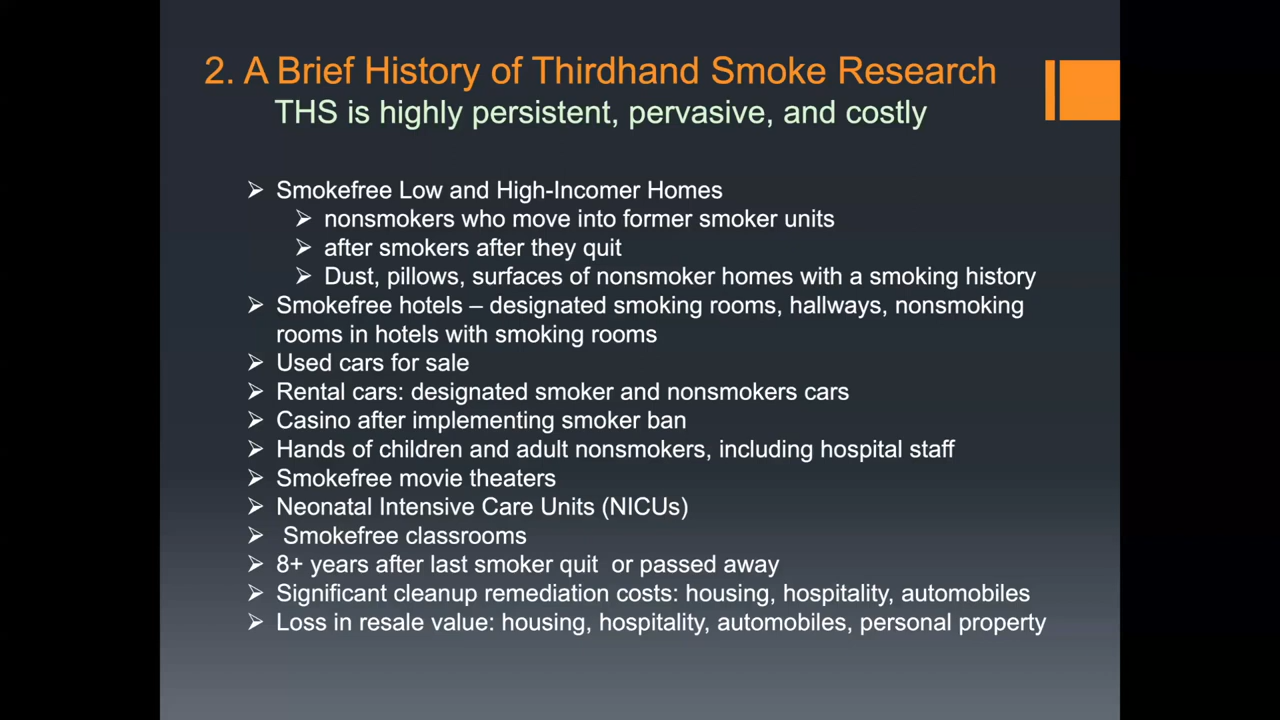 2. A Brief History of Thirdhand Smoke Research
THS is highly persistent, pervasive, and costly
➢ Smokefree Low and High-Incomer Homes
➢ nonsmokers who move into former smoker units
➢ after smokers after they quit
➢ Dust, pillows, surfaces of nonsmoker homes with a smoking history
➢ Smokefree hotels – designated smoking rooms, hallways, nonsmoking
rooms in hotels with smoking rooms
➢ Used cars for sale
➢ Rental cars: designated smoker and nonsmokers cars
➢ Casino after implementing smoker ban
➢ Hands of children and adult nonsmokers, including hospital staff
➢ Smokefree movie theaters
➢ Neonatal Intensive Care Units (NICUs)
➢ Smokefree classrooms
➢ 8+ years after last smoker quit or passed away
➢ Significant cleanup remediation costs: housing, hospitality, automobiles
➢ Loss in resale value: housing, hospitality, automobiles, personal property